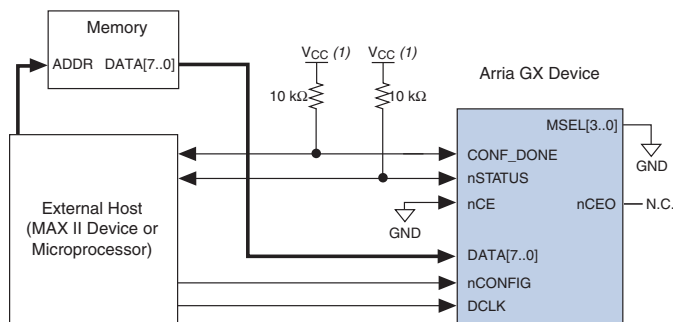 Memory
ADDR DATA[7..0]
VCC (1) VCC (1)
10 kΩ 10 kΩ
Arria GX Device
MSEL[3..0]
GND
CONF_DONE
nSTATUS
nCE
nCEO N.C.
GND
External Host
(MAX II Device or
Microprocessor)
DATA[7..0]
nCONFIG
DCLK